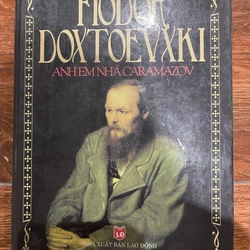 FIODOR
DOXTOEVXKI
ANH EM NHÀ CARAMAZOV
LĐ
NHÀ XUẤT BẢN LAO ĐỘNG